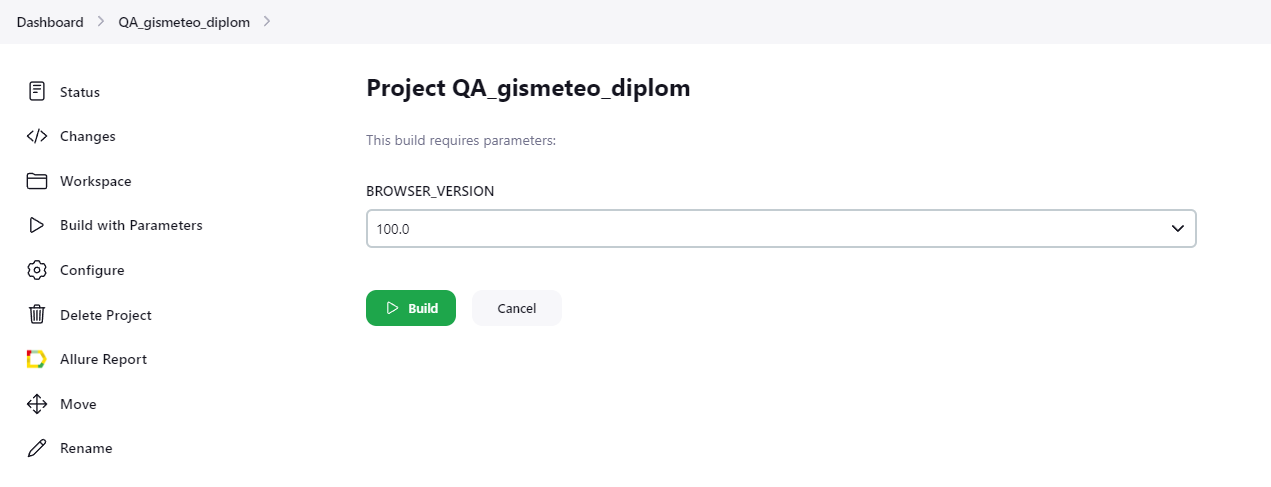 Dashboard
QA_gismeteo_diplom
Status
Changes
Workspace
Build with Parameters
Configure
Delete Project
Allure Report
Move
Rename
Project QA_gismeteo_diplom
This build requires parameters:
BROWSER_VERSION
100.0
Build
Cancel